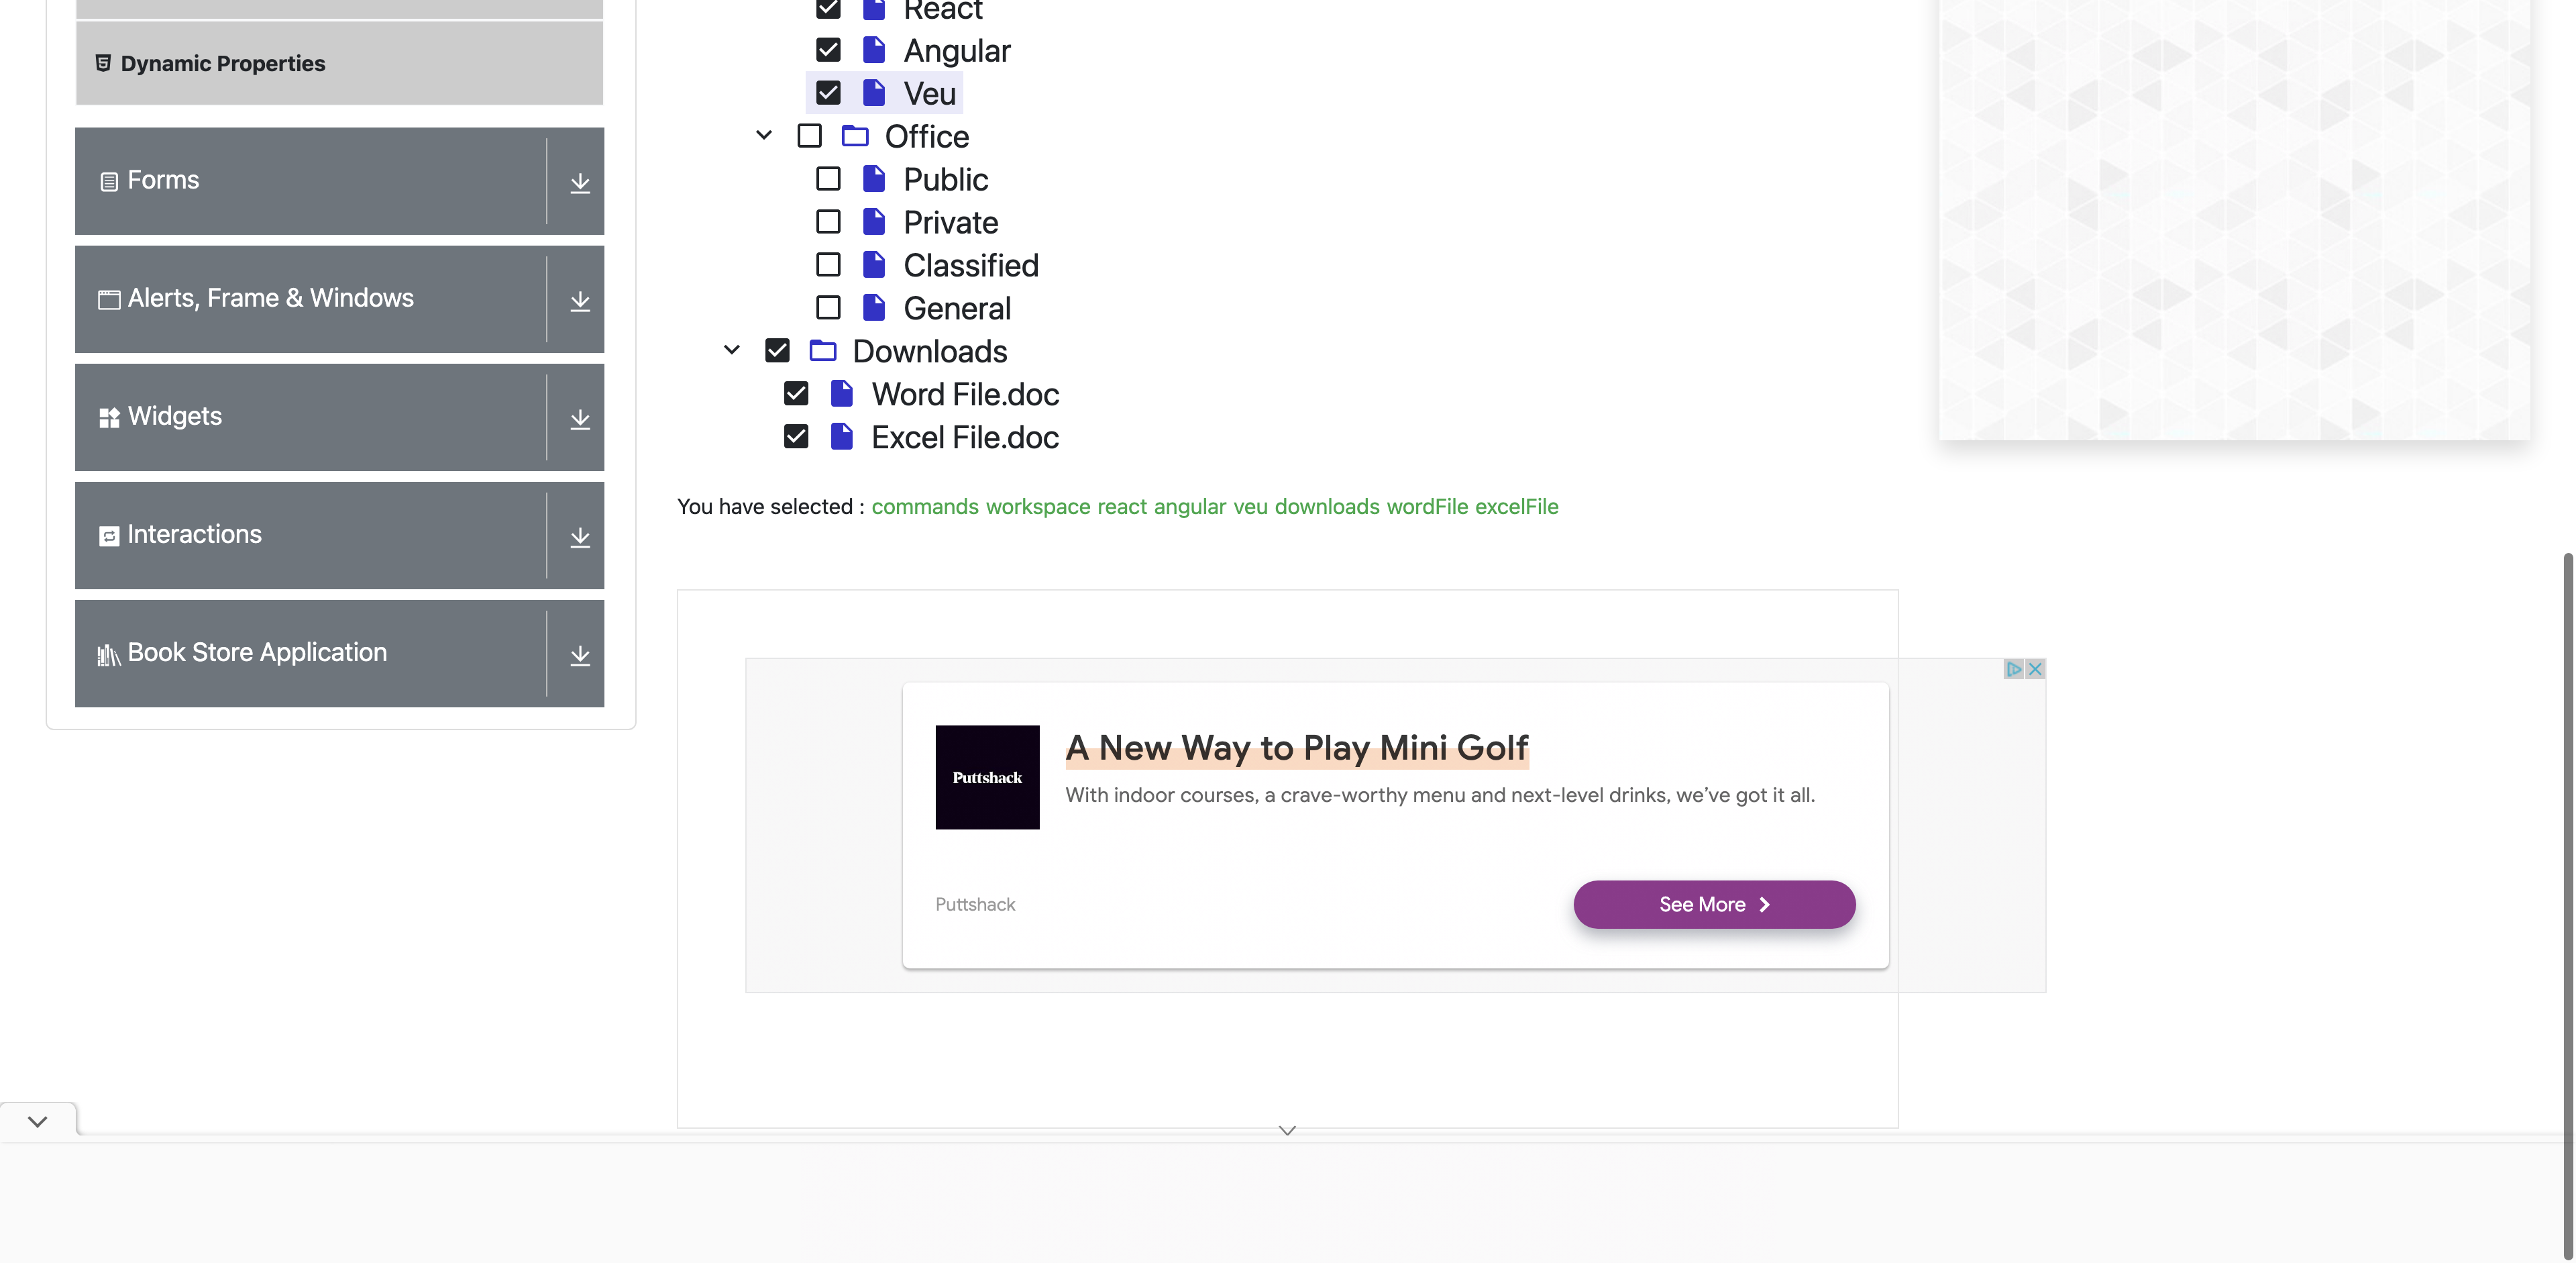 Dynamic Properties
Forms
Alerts, Frame & Windows
Widgets
Interactions
Book Store Application
React
Angular
Veu
Office
Public
Private
Classified
General
Downloads
Word File.doc
Excel File.doc
You have selected : commands workspace react angular veu downloads wordFile excelFile
Puttshack
A New Way to Play Mini Golf
With indoor courses, a crave-worthy menu and next-level drinks, we’ve got it all.
Puttshack
See More